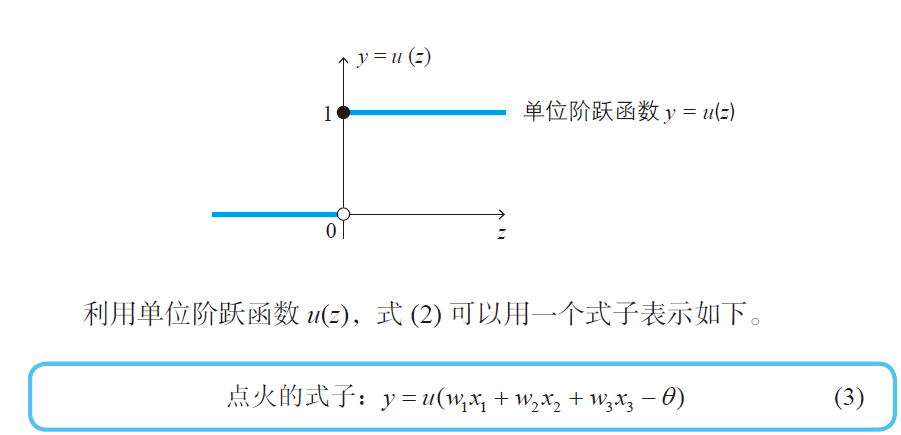 y = u (z)
1
单位阶跃函数 y = u(z)
0
z
利用单位阶跃函数 u(z)，式 (2) 可以用一个式子表示如下。
点火的式子：y = u(w₁x₁ + w₂x₂ + w₃x₃ − θ) (3)